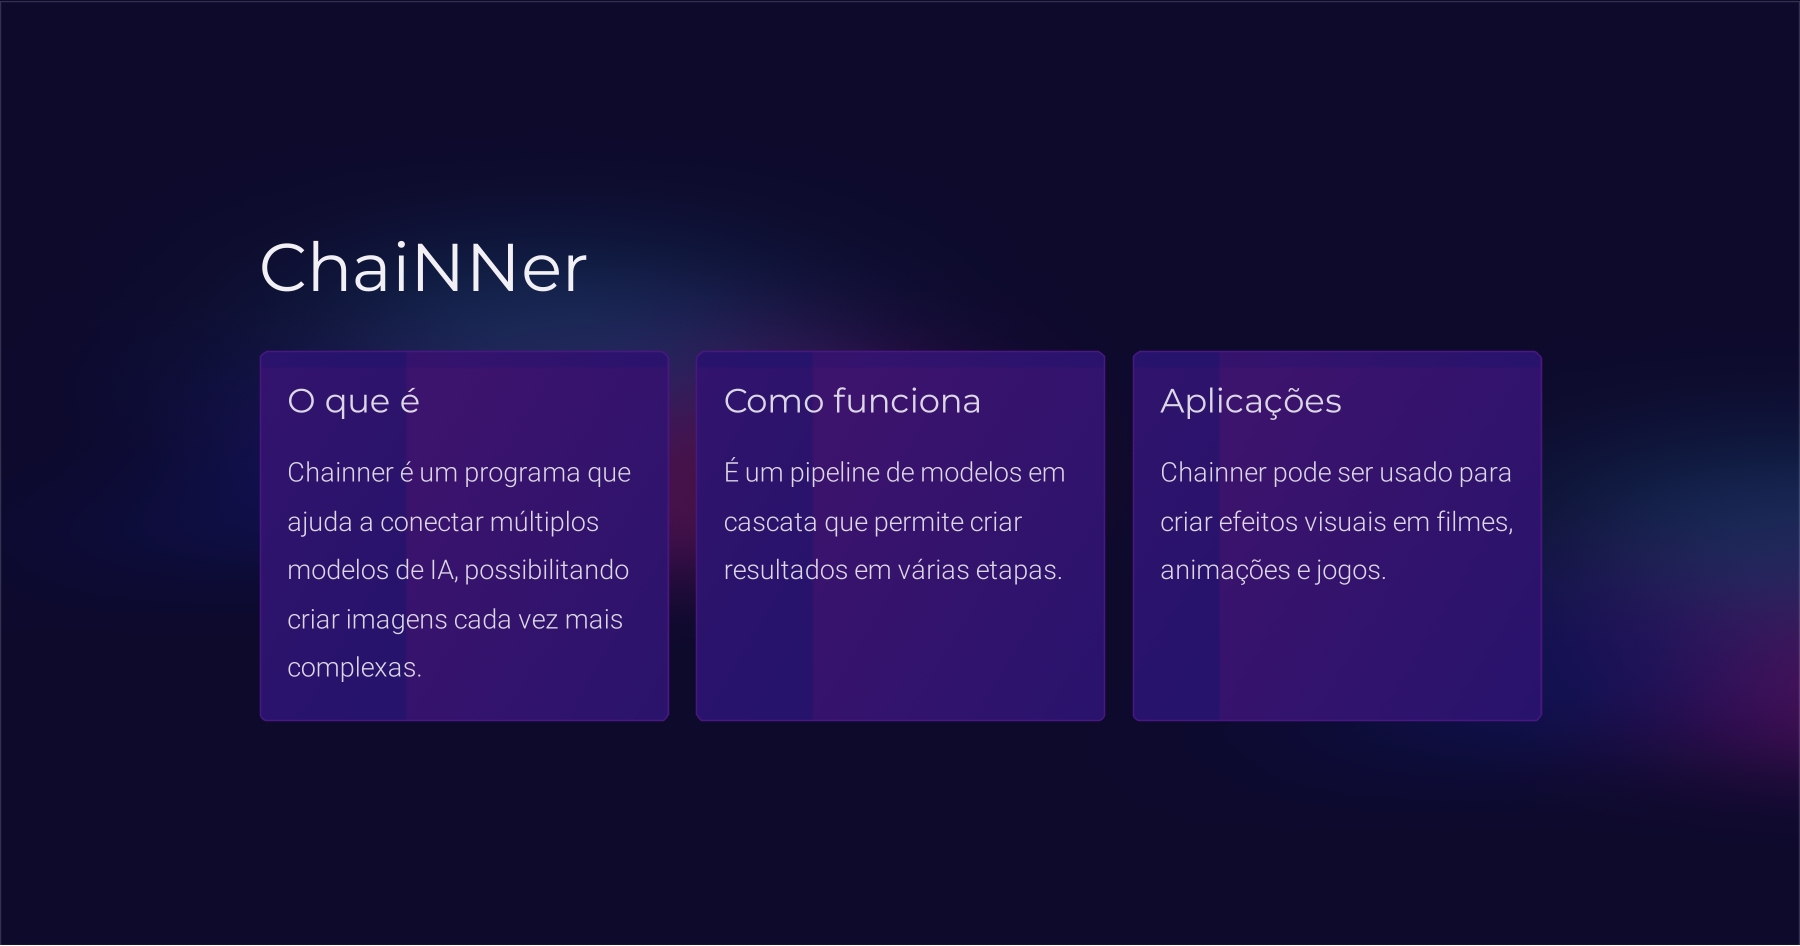 ChaiNNer
O que é
Chainner é um programa que
ajuda a conectar múltiplos
modelos de IA, possibilitando
criar imagens cada vez mais
complexas.
Como funciona
É um pipeline de modelos em
cascata que permite criar
resultados em várias etapas.
Aplicações
Chainner pode ser usado para
criar efeitos visuais em filmes,
animações e jogos.